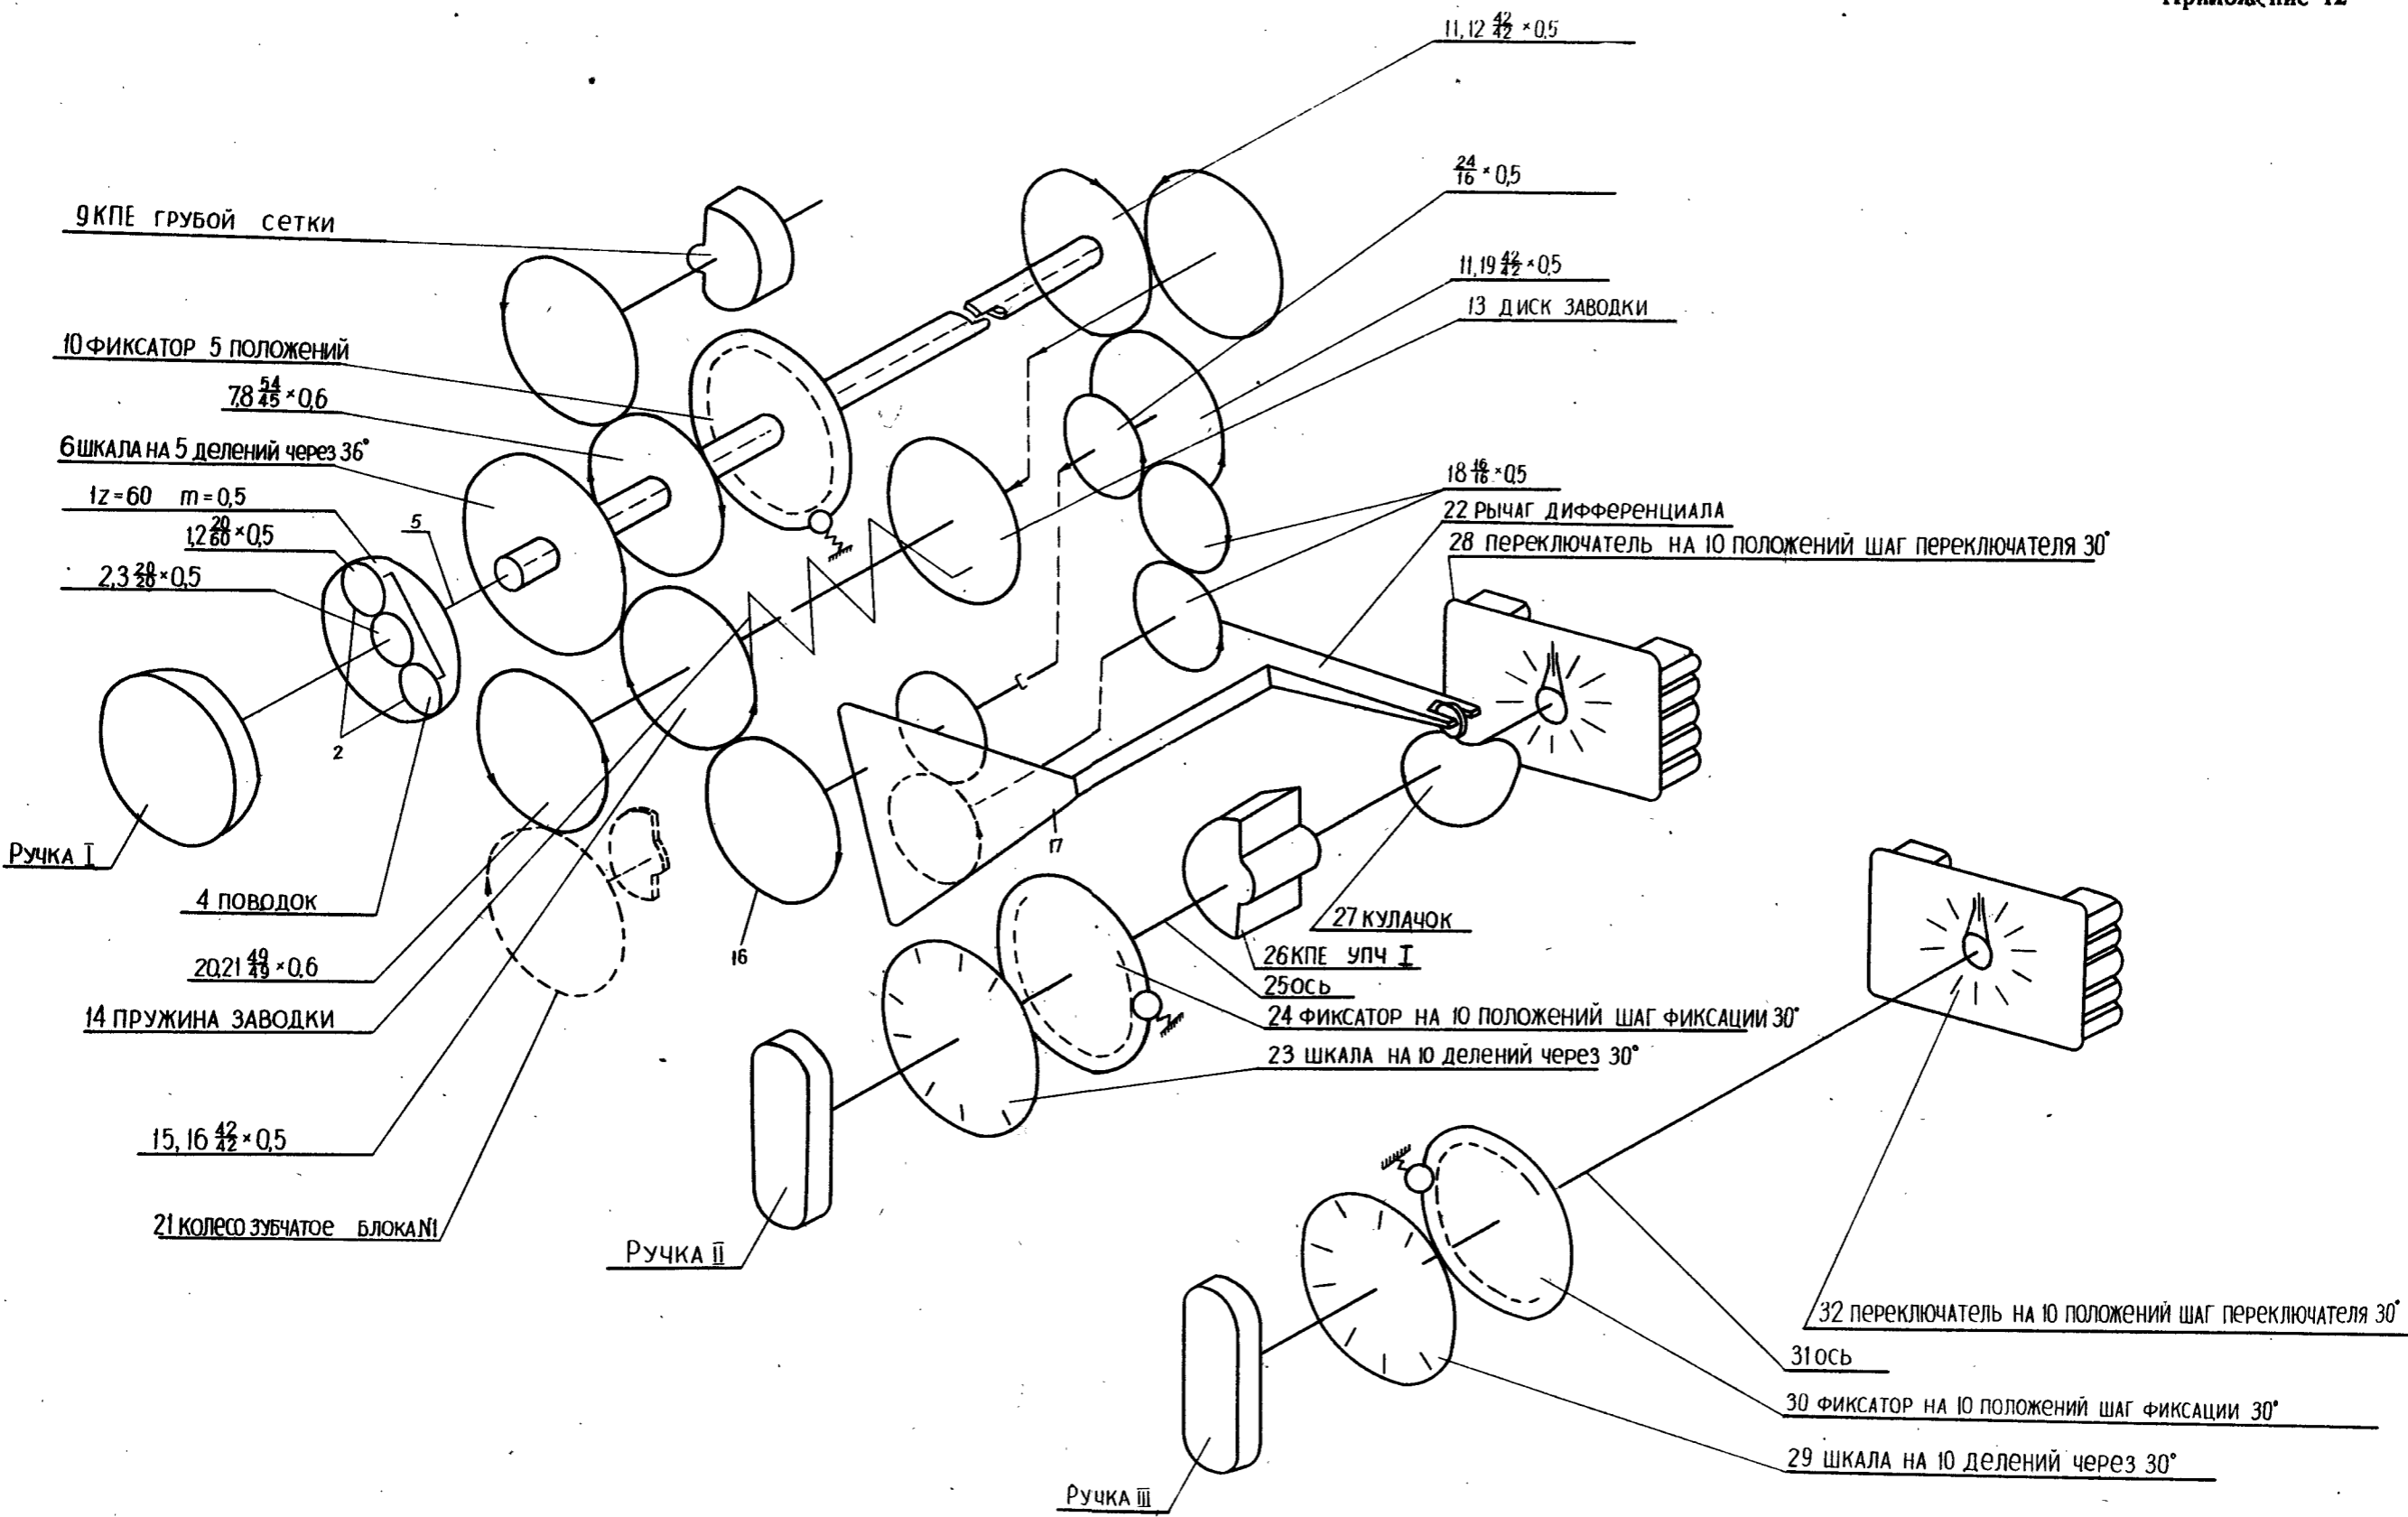 Приложение 12
11,12 42/42 × 0,5
24/16 × 0,5
9 КПЕ ГРУБОЙ СЕТКИ
11,19 42/42 × 0,5
13 ДИСК ЗАВОДКИ
10 ФИКСАТОР 5 ПОЛОЖЕНИЙ
7,8 54/45 × 0,6
6 ШКАЛА НА 5 ДЕЛЕНИЙ ЧЕРЕЗ 36°
1 z=60 m=0,5
5
1,2 20/60 × 0,5
2,3 20/20 × 0,5
18 16/16 × 0,5
22 РЫЧАГ ДИФФЕРЕНЦИАЛА
28 ПЕРЕКЛЮЧАТЕЛЬ НА 10 ПОЛОЖЕНИЙ ШАГ ПЕРЕКЛЮЧАТЕЛЯ 30°
2
РУЧКА I
17
4 ПОВОДОК
16
27 КУЛАЧОК
20,21 49/49 × 0,6
26 КПЕ УПЧ I
25 ОСЬ
14 ПРУЖИНА ЗАВОДКИ
24 ФИКСАТОР НА 10 ПОЛОЖЕНИЙ ШАГ ФИКСАЦИИ 30°
23 ШКАЛА НА 10 ДЕЛЕНИЙ ЧЕРЕЗ 30°
15, 16 42/42 × 0,5
21 КОЛЕСО ЗУБЧАТОЕ БЛОКА N1
РУЧКА II
32 ПЕРЕКЛЮЧАТЕЛЬ НА 10 ПОЛОЖЕНИЙ ШАГ ПЕРЕКЛЮЧАТЕЛЯ 30°
31 ОСЬ
30 ФИКСАТОР НА 10 ПОЛОЖЕНИЙ ШАГ ФИКСАЦИИ 30°
29 ШКАЛА НА 10 ДЕЛЕНИЙ ЧЕРЕЗ 30°
РУЧКА III